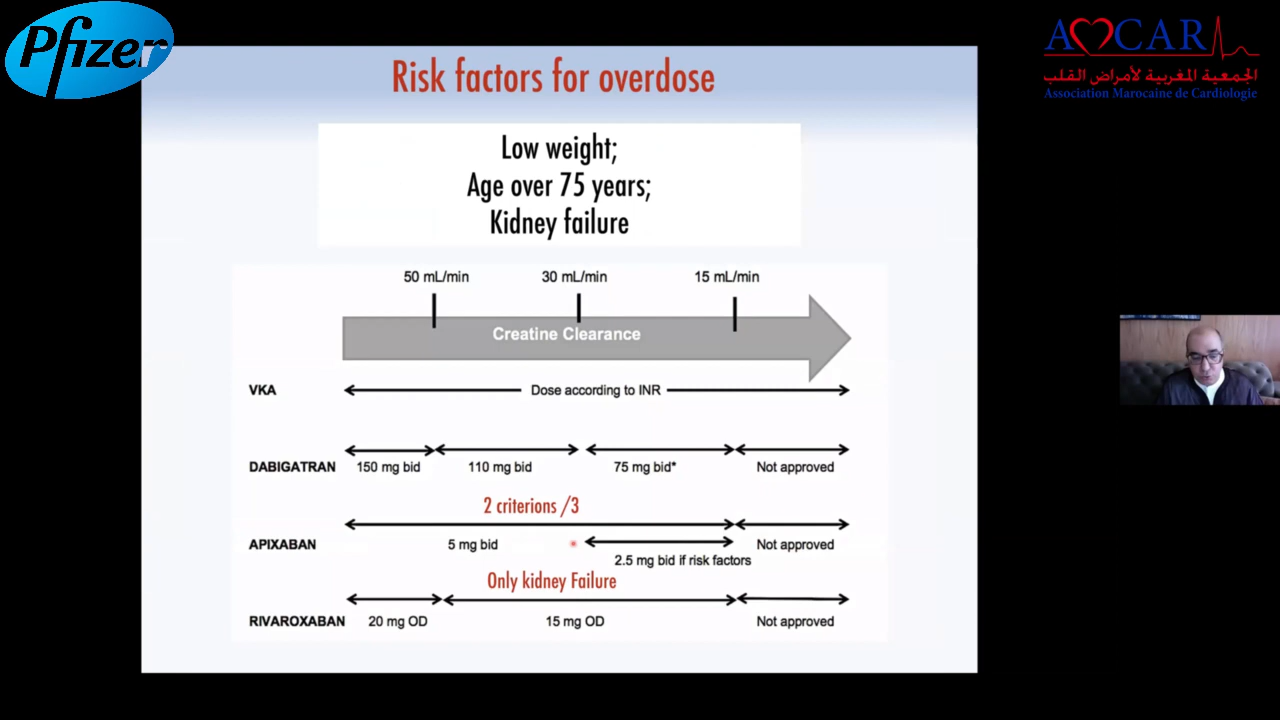 Pfizer
AMCAR
الجمعية المغربية لأمراض القلب
Association Marocaine de Cardiologie
Risk factors for overdose
Low weight;
Age over 75 years;
Kidney failure
50 mL/min 30 mL/min 15 mL/min
Creatine Clearance
VKA Dose according to INR
DABIGATRAN 150 mg bid 110 mg bid 75 mg bid* Not approved
2 criterions /3
APIXABAN 5 mg bid Not approved
2.5 mg bid if risk factors
Only kidney Failure
RIVAROXABAN 20 mg OD 15 mg OD Not approved